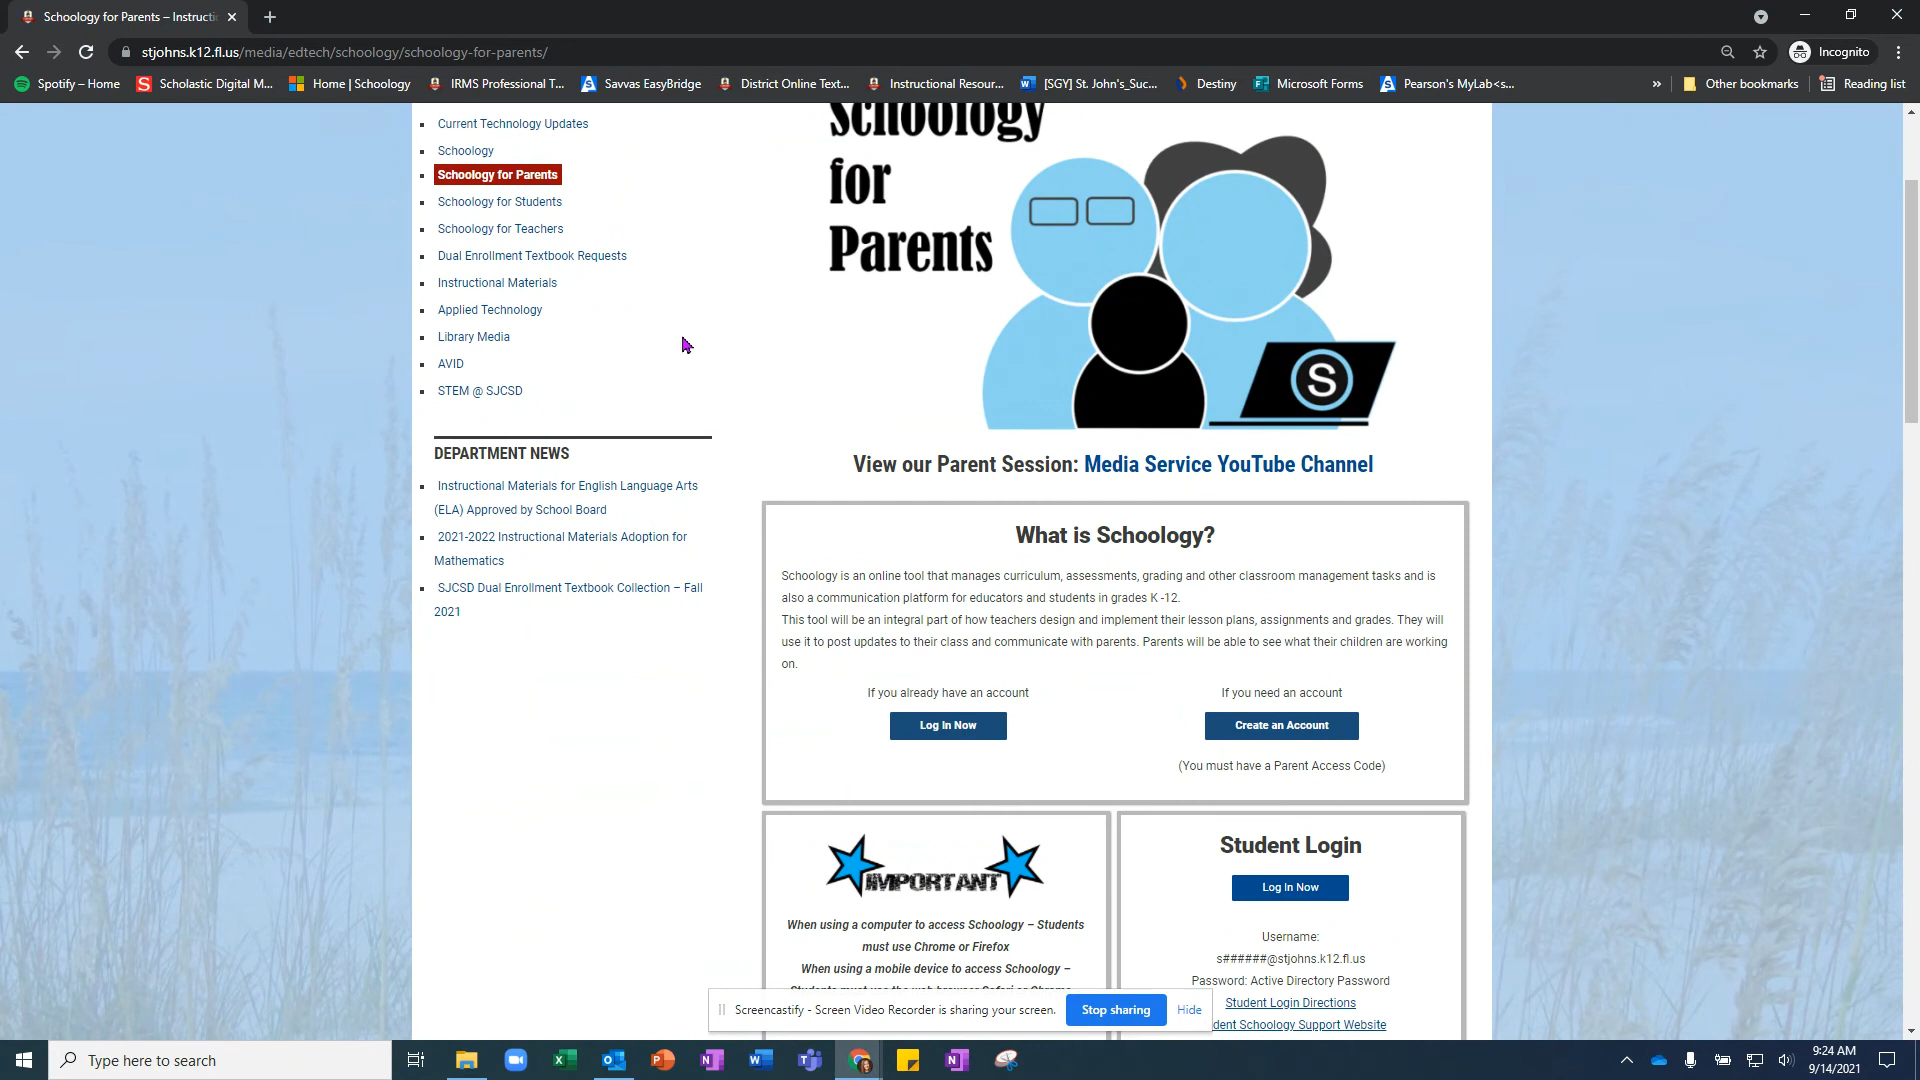 Schoology for Parents – Instructi
stjohns.k12.fl.us/media/edtech/schoology/schoology-for-parents/
Incognito
Spotify – Home
Scholastic Digital M...
Home | Schoology
IRMS Professional T...
Savvas EasyBridge
District Online Text...
Instructional Resour...
[SGY] St. John's_Suc...
Destiny
Microsoft Forms
Pearson's MyLab<s...
»
Other bookmarks
Reading list
Current Technology Updates
Schoology
Schoology for Parents
Schoology for Students
Schoology for Teachers
Dual Enrollment Textbook Requests
Instructional Materials
Applied Technology
Library Media
AVID
STEM @ SJCSD
DEPARTMENT NEWS
Instructional Materials for English Language Arts
(ELA) Approved by School Board
2021-2022 Instructional Materials Adoption for
Mathematics
SJCSD Dual Enrollment Textbook Collection – Fall
2021
Schoology
for
Parents
S
View our Parent Session: Media Service YouTube Channel
What is Schoology?
Schoology is an online tool that manages curriculum, assessments, grading and other classroom management tasks and is
also a communication platform for educators and students in grades K -12.
This tool will be an integral part of how teachers design and implement their lesson plans, assignments and grades. They will
use it to post updates to their class and communicate with parents. Parents will be able to see what their children are working
on.
If you already have an account
Log In Now
If you need an account
Create an Account
(You must have a Parent Access Code)
IMPORTANT
When using a computer to access Schoology – Students
must use Chrome or Firefox
When using a mobile device to access Schoology –
Students must use the web browser Safari or Chrome
Student Login
Log In Now
Username:
s######@stjohns.k12.fl.us
Password: Active Directory Password
Student Login Directions
dent Schoology Support Website
Screencastify - Screen Video Recorder is sharing your screen.
Stop sharing
Hide
Type here to search
9:24 AM
9/14/2021